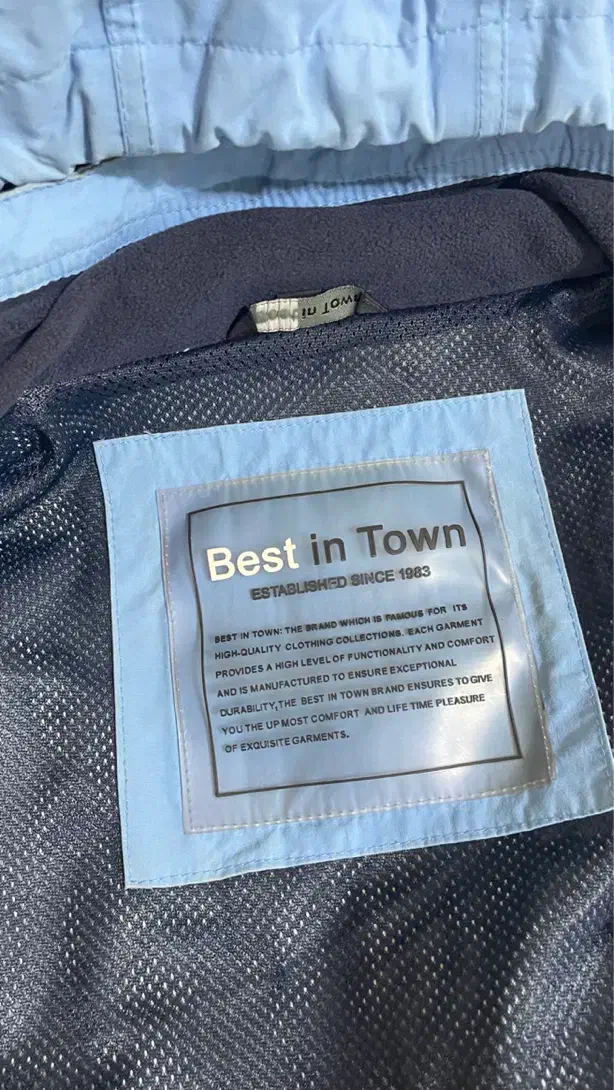 in Town
Best in Town
ESTABLISHED SINCE 1983
BEST IN TOWN: THE BRAND WHICH IS FAMOUS FOR ITS
HIGH-QUALITY CLOTHING COLLECTIONS. EACH GARMENT
PROVIDES A HIGH LEVEL OF FUNCTIONALITY AND COMFORT
AND IS MANUFACTURED TO ENSURE EXCEPTIONAL
DURABILITY, THE BEST IN TOWN BRAND ENSURES TO GIVE
YOU THE UP MOST COMFORT AND LIFE TIME PLEASURE
OF EXQUISITE GARMENTS.